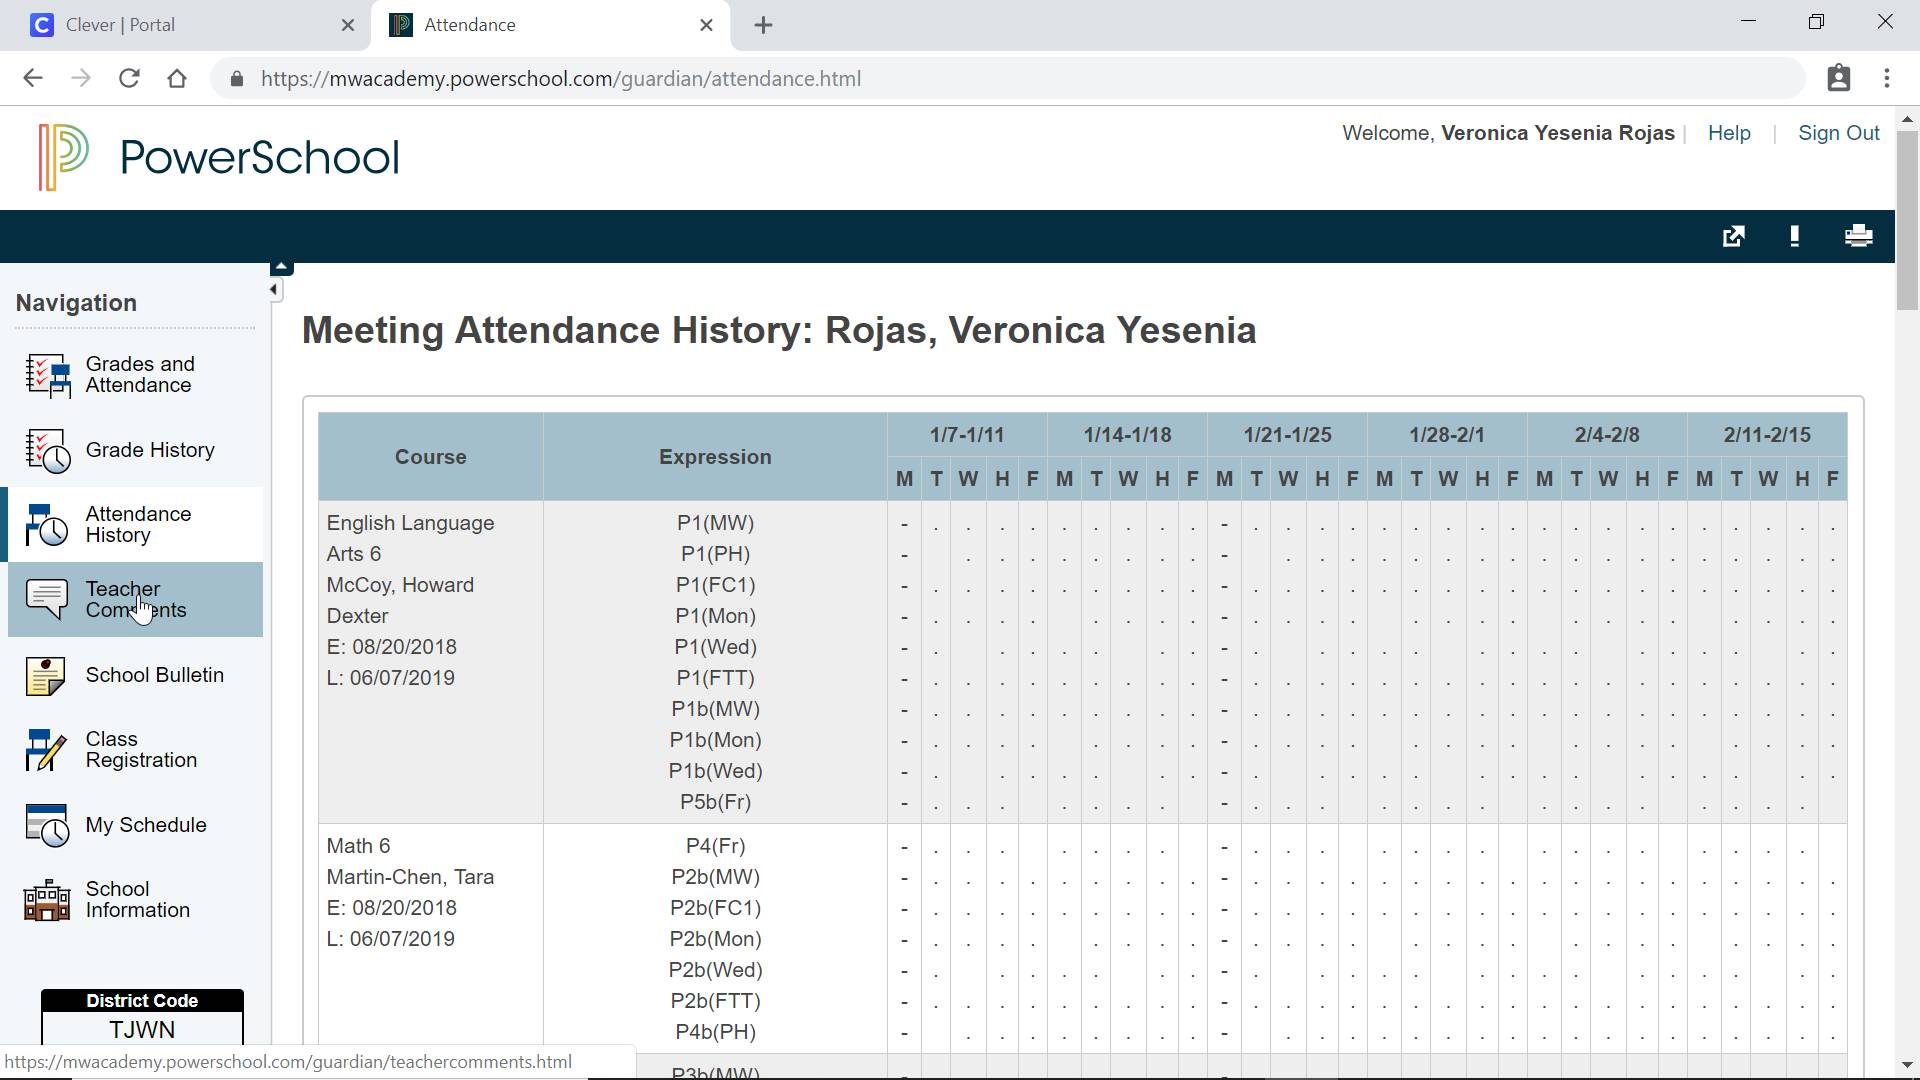 Clever | Portal
Attendance
https://mwacademy.powerschool.com/guardian/attendance.html
PowerSchool
Welcome, Veronica Yesenia Rojas | Help | Sign Out
Navigation
Grades and
Attendance
Grade History
Attendance
History
Teacher
Comments
School Bulletin
Class
Registration
My Schedule
School
Information
District Code
TJWN
https://mwacademy.powerschool.com/guardian/teachercomments.html
Meeting Attendance History: Rojas, Veronica Yesenia
Course Expression 1/7-1/11 1/14-1/18 1/21-1/25 1/28-2/1 2/4-2/8 2/11-2/15
M T W H F M T W H F M T W H F M T W H F M T W H F M T W H F
English Language P1(MW)
Arts 6 P1(PH)
McCoy, Howard P1(FC1)
Dexter P1(Mon)
E: 08/20/2018 P1(Wed)
L: 06/07/2019 P1(FTT)
P1b(MW)
P1b(Mon)
P1b(Wed)
P5b(Fr)
Math 6 P4(Fr)
Martin-Chen, Tara P2b(MW)
E: 08/20/2018 P2b(FC1)
L: 06/07/2019 P2b(Mon)
P2b(Wed)
P2b(FTT)
P4b(PH)
P3b(MW)